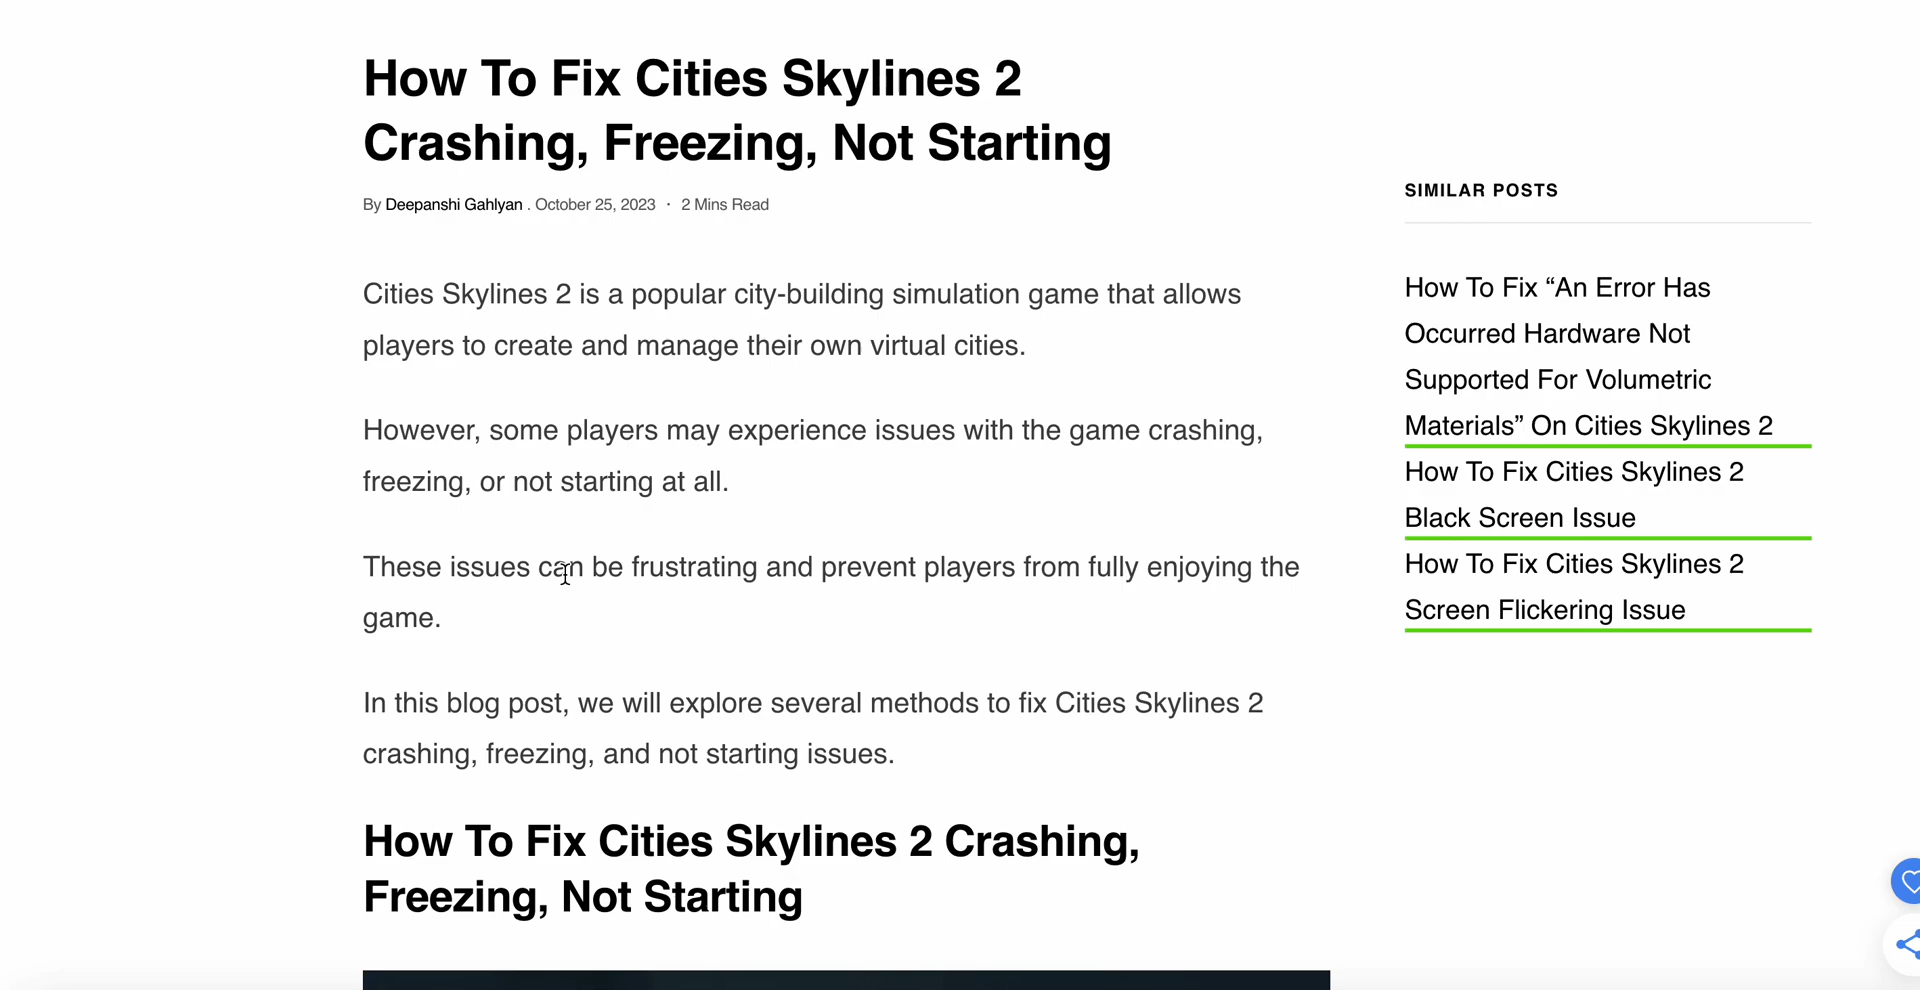 How To Fix Cities Skylines 2
Crashing, Freezing, Not Starting
By Deepanshi Gahlyan . October 25, 2023 · 2 Mins Read
Cities Skylines 2 is a popular city-building simulation game that allows
players to create and manage their own virtual cities.
However, some players may experience issues with the game crashing,
freezing, or not starting at all.
These issues can be frustrating and prevent players from fully enjoying the
game.
In this blog post, we will explore several methods to fix Cities Skylines 2
crashing, freezing, and not starting issues.
How To Fix Cities Skylines 2 Crashing,
Freezing, Not Starting
SIMILAR POSTS
How To Fix “An Error Has
Occurred Hardware Not
Supported For Volumetric
Materials” On Cities Skylines 2
How To Fix Cities Skylines 2
Black Screen Issue
How To Fix Cities Skylines 2
Screen Flickering Issue